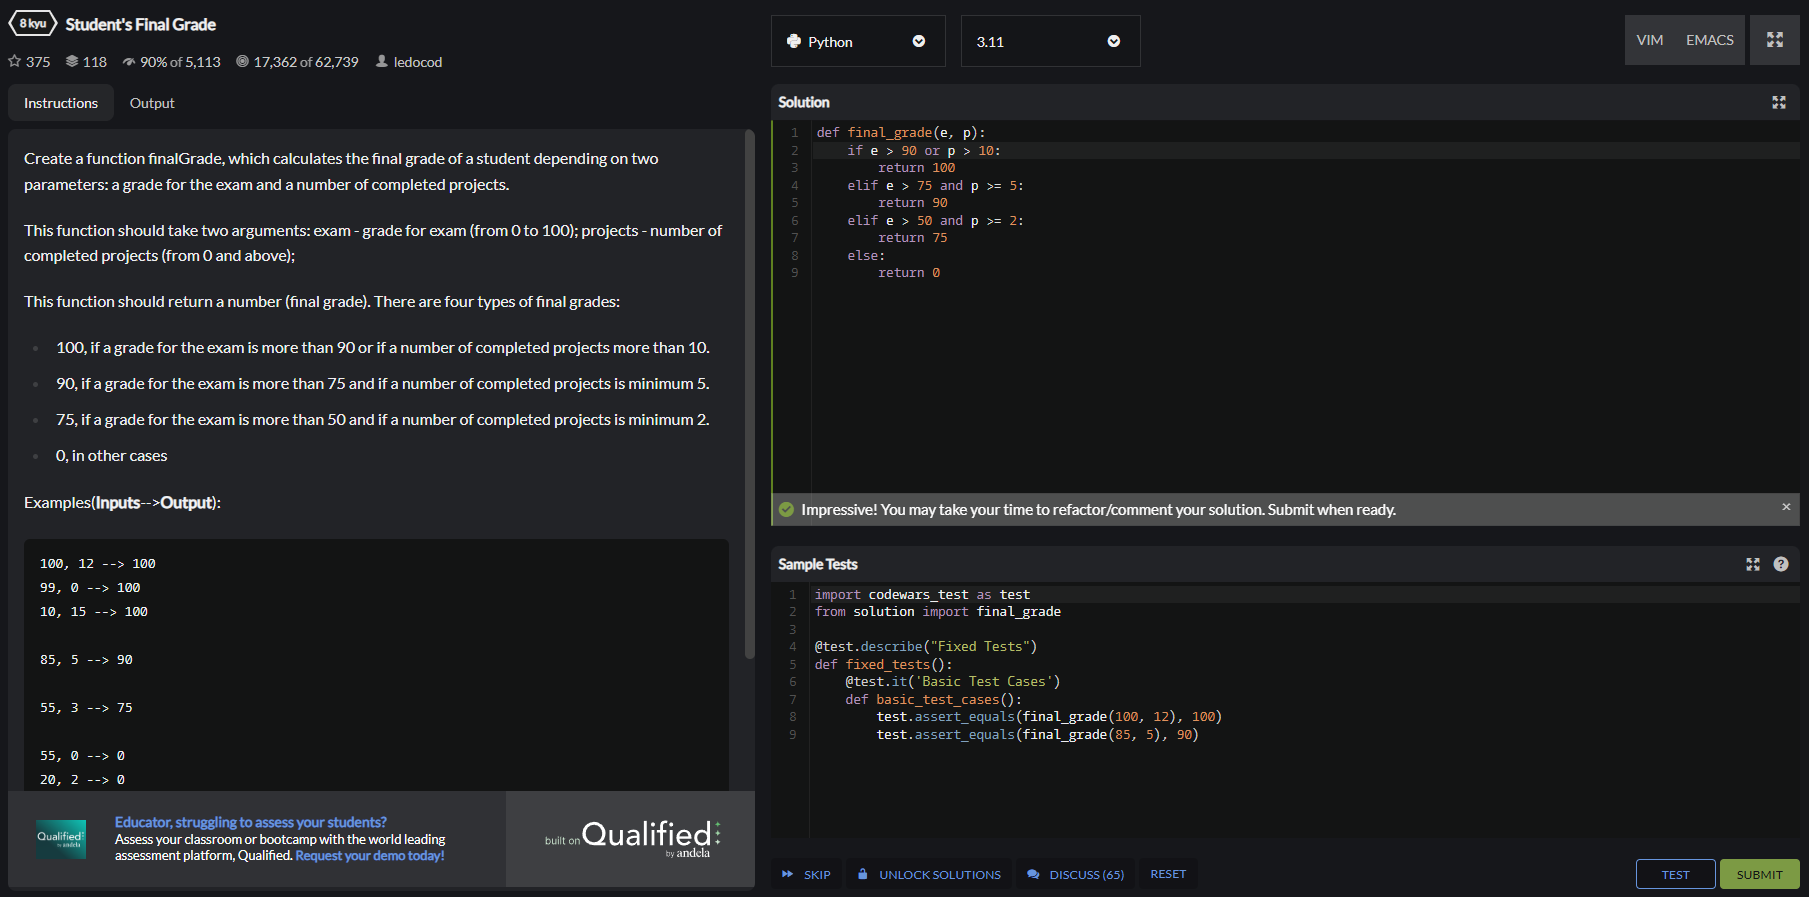 8 kyu Student's Final Grade
375 118 90% of 5,113 17,362 of 62,739 ledocod
Instructions Output
Create a function finalGrade, which calculates the final grade of a student depending on two
parameters: a grade for the exam and a number of completed projects.
This function should take two arguments: exam - grade for exam (from 0 to 100); projects - number of
completed projects (from 0 and above);
This function should return a number (final grade). There are four types of final grades:
100, if a grade for the exam is more than 90 or if a number of completed projects more than 10.
90, if a grade for the exam is more than 75 and if a number of completed projects is minimum 5.
75, if a grade for the exam is more than 50 and if a number of completed projects is minimum 2.
0, in other cases
Examples(Inputs-->Output):
100, 12 --> 100
99, 0 --> 100
10, 15 --> 100
85, 5 --> 90
55, 3 --> 75
55, 0 --> 0
20, 2 --> 0
Qualified
by andela
Educator, struggling to assess your students?
Assess your classroom or bootcamp with the world leading
assessment platform, Qualified. Request your demo today!
built on Qualified
by andela
Python 3.11 VIM EMACS
Solution
1 def final_grade(e, p):
2 if e > 90 or p > 10:
3 return 100
4 elif e > 75 and p >= 5:
5 return 90
6 elif e > 50 and p >= 2:
7 return 75
8 else:
9 return 0
Impressive! You may take your time to refactor/comment your solution. Submit when ready. ×
Sample Tests ?
1 import codewars_test as test
2 from solution import final_grade
3
4 @test.describe("Fixed Tests")
5 def fixed_tests():
6 @test.it('Basic Test Cases')
7 def basic_test_cases():
8 test.assert_equals(final_grade(100, 12), 100)
9 test.assert_equals(final_grade(85, 5), 90)
SKIP UNLOCK SOLUTIONS DISCUSS (65) RESET TEST SUBMIT